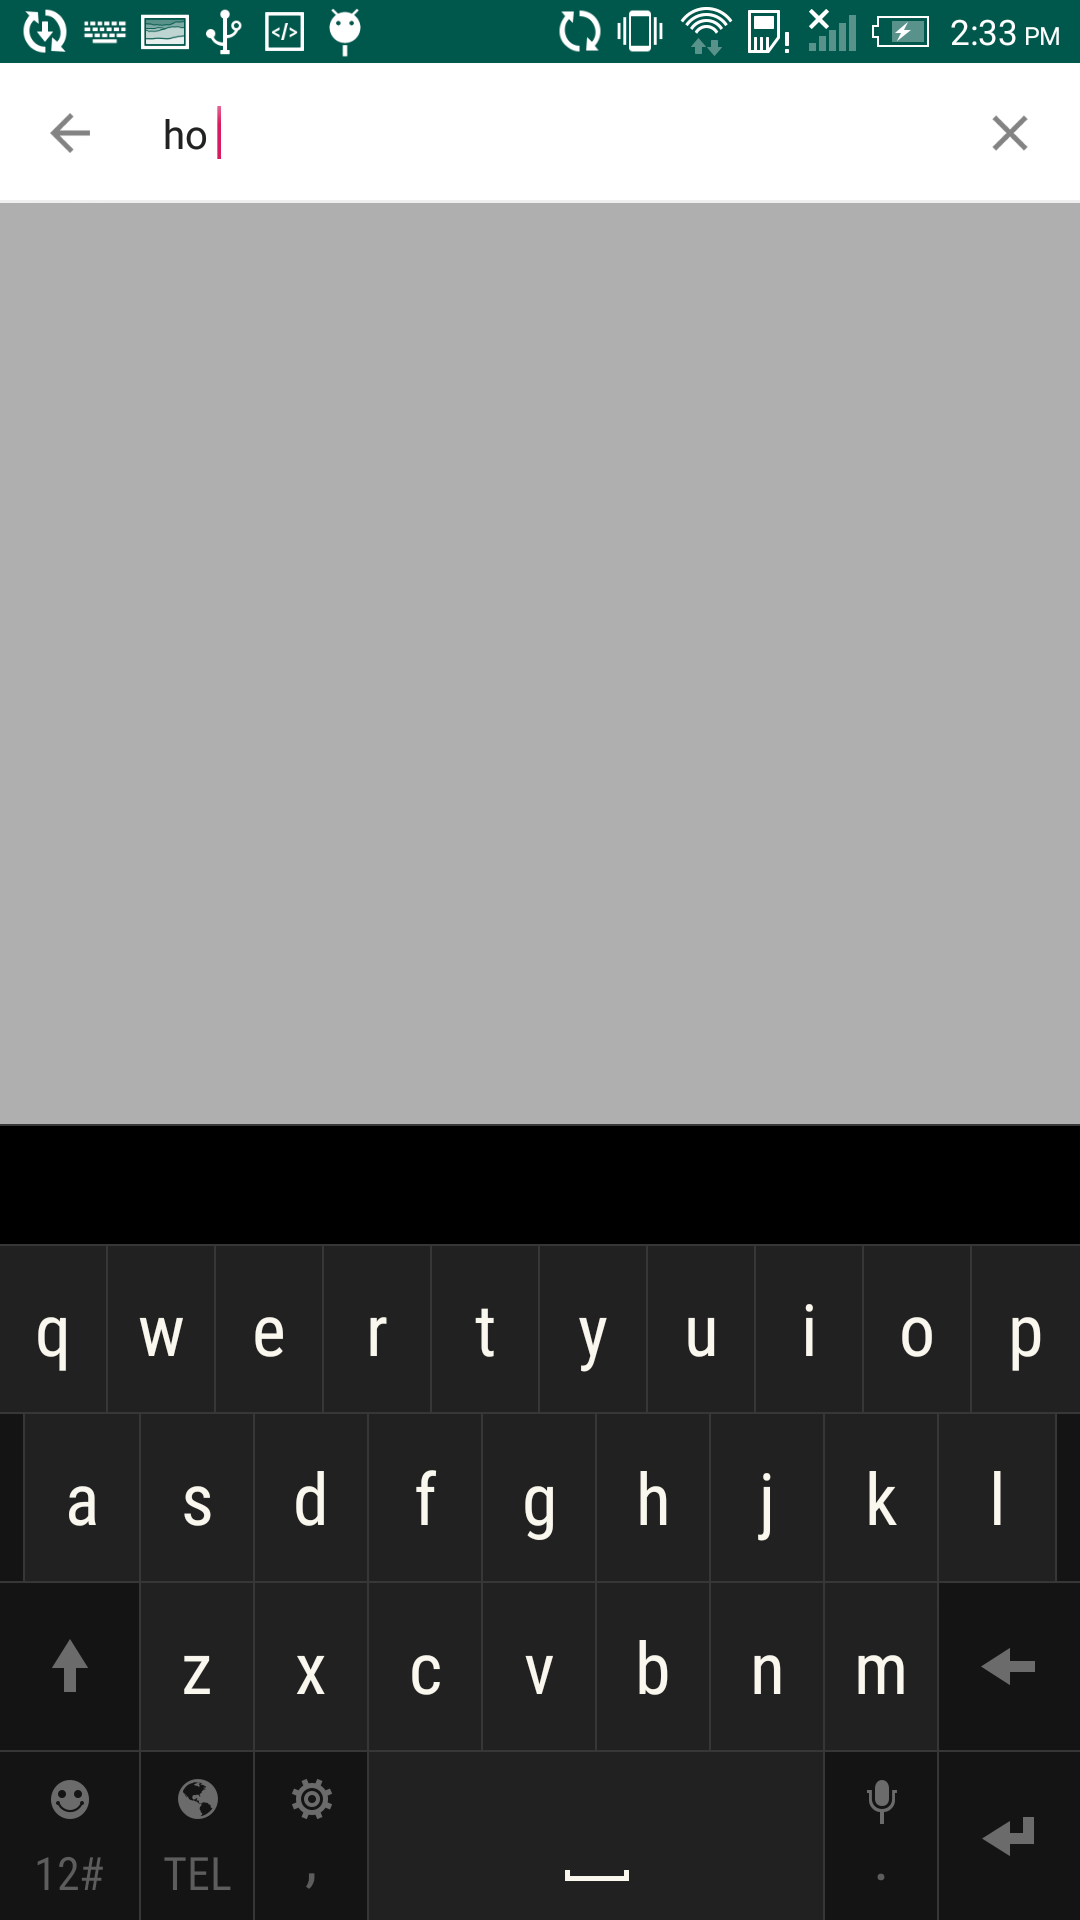 2:33 PM
ho
q w e r t y u i o p
a s d f g h j k l
z x c v b n m
12# TEL , .